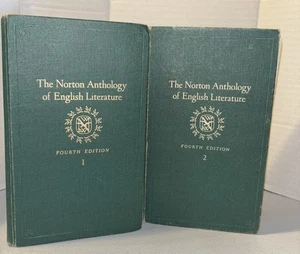 The Norton Anthology
of English Literature
FOURTH EDITION
1
The Norton Anthology
of English Literature
FOURTH EDITION
2